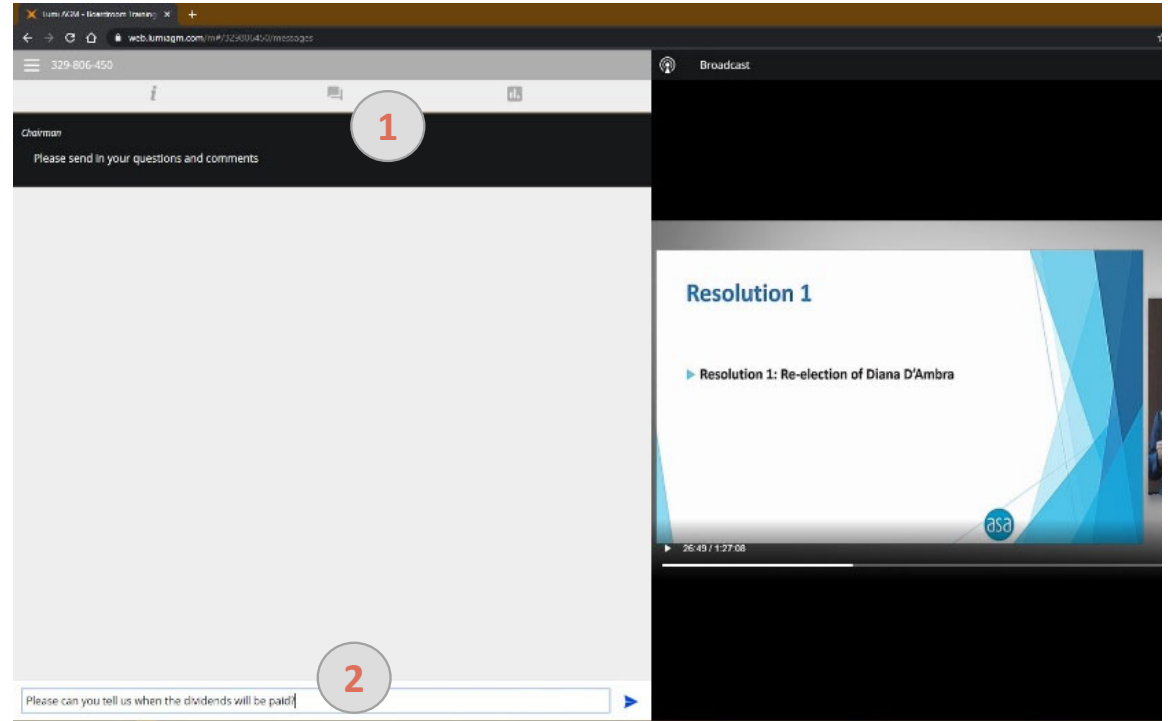 Lumi AGM - Boardroom Training
web.lumiagm.com/m#/329806450/messages
329-806-450
Broadcast
i
1
Chairman
Please send in your questions and comments
Resolution 1
Resolution 1: Re-election of Diana D'Ambra
asa
26:49 / 1:27:08
2
Please can you tell us when the dividends will be paid?